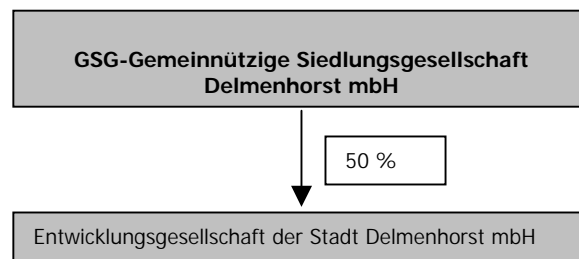 GSG-Gemeinnützige Siedlungsgesellschaft
Delmenhorst mbH
50 %
Entwicklungsgesellschaft der Stadt Delmenhorst mbH